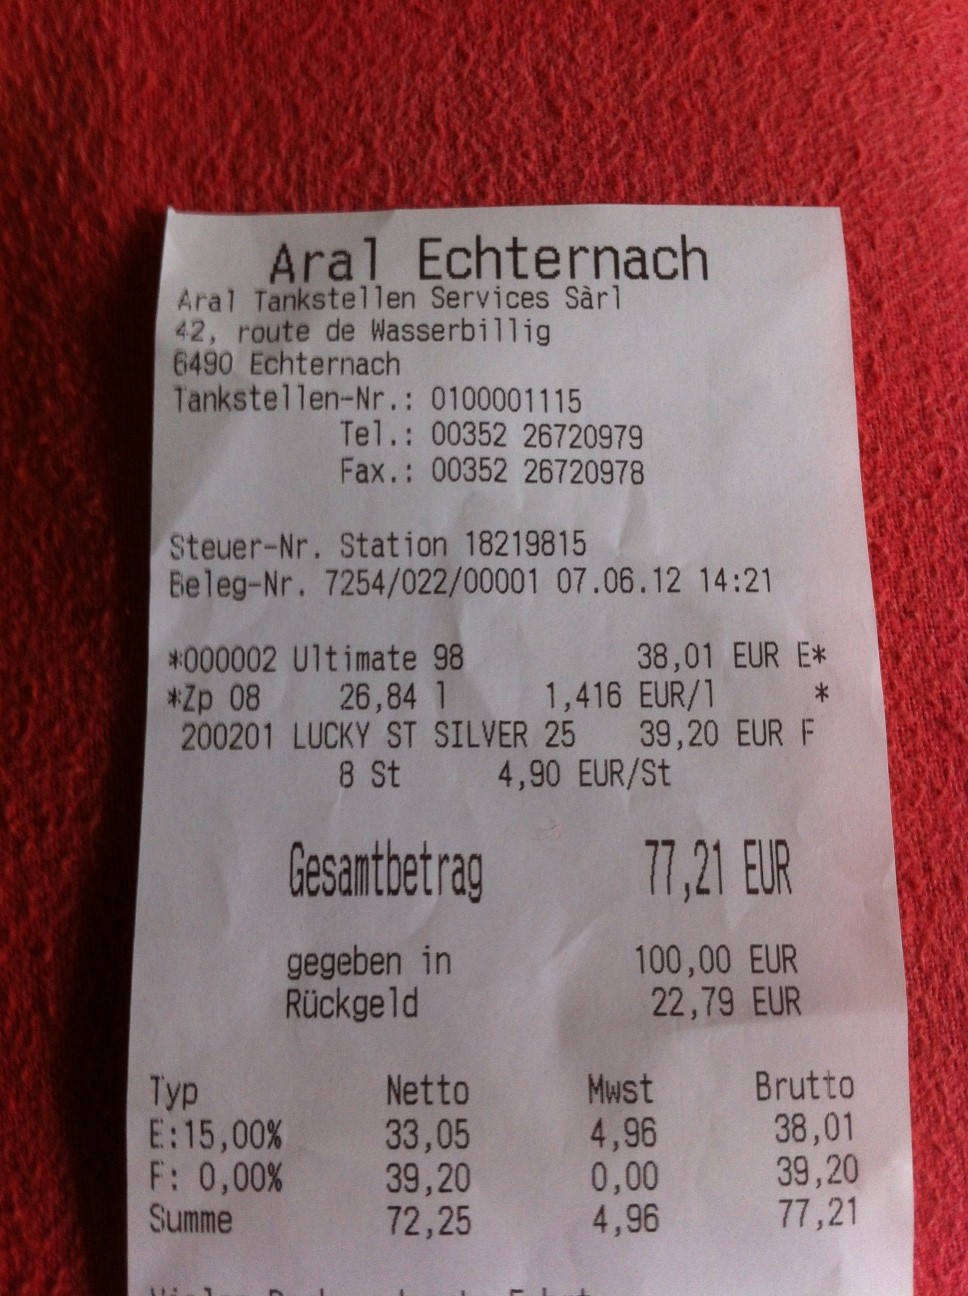 Aral Echternach
Aral Tankstellen Services Sàrl
42, route de Wasserbillig
6490 Echternach
Tankstellen-Nr.: 0100001115
Tel.: 00352 26720979
Fax.: 00352 26720978
Steuer-Nr. Station 18219815
Beleg-Nr. 7254/022/00001 07.06.12 14:21
*000002 Ultimate 98 38,01 EUR E*
*Zp 08 26,84 l 1,416 EUR/l *
200201 LUCKY ST SILVER 25 39,20 EUR F
8 St 4,90 EUR/St
Gesamtbetrag 77,21 EUR
gegeben in 100,00 EUR
Rückgeld 22,79 EUR
Typ Netto Mwst Brutto
E:15,00% 33,05 4,96 38,01
F: 0,00% 39,20 0,00 39,20
Summe 72,25 4,96 77,21